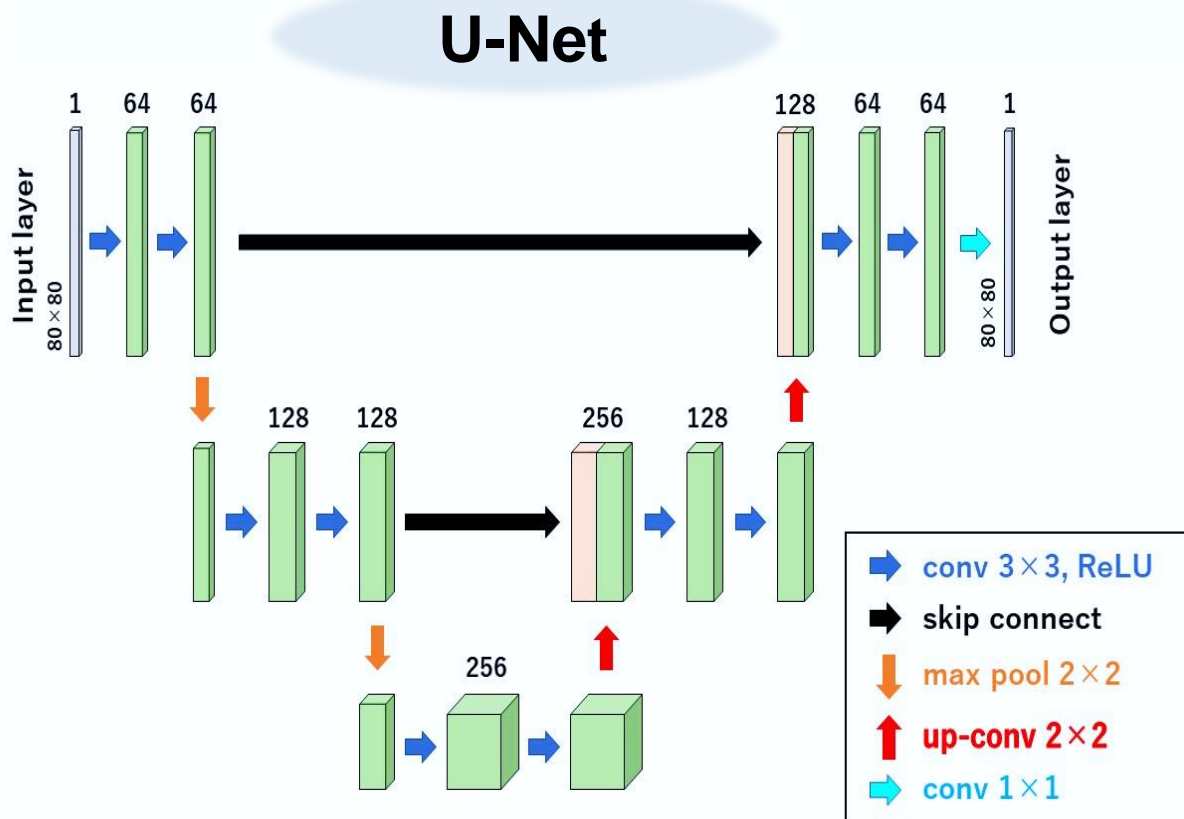 U-Net
1 64 64 128 64 64 1
Input layer
80×80
80×80
Output layer
128 128 256 128
256
conv 3×3, ReLU
skip connect
max pool 2×2
up-conv 2×2
conv 1×1